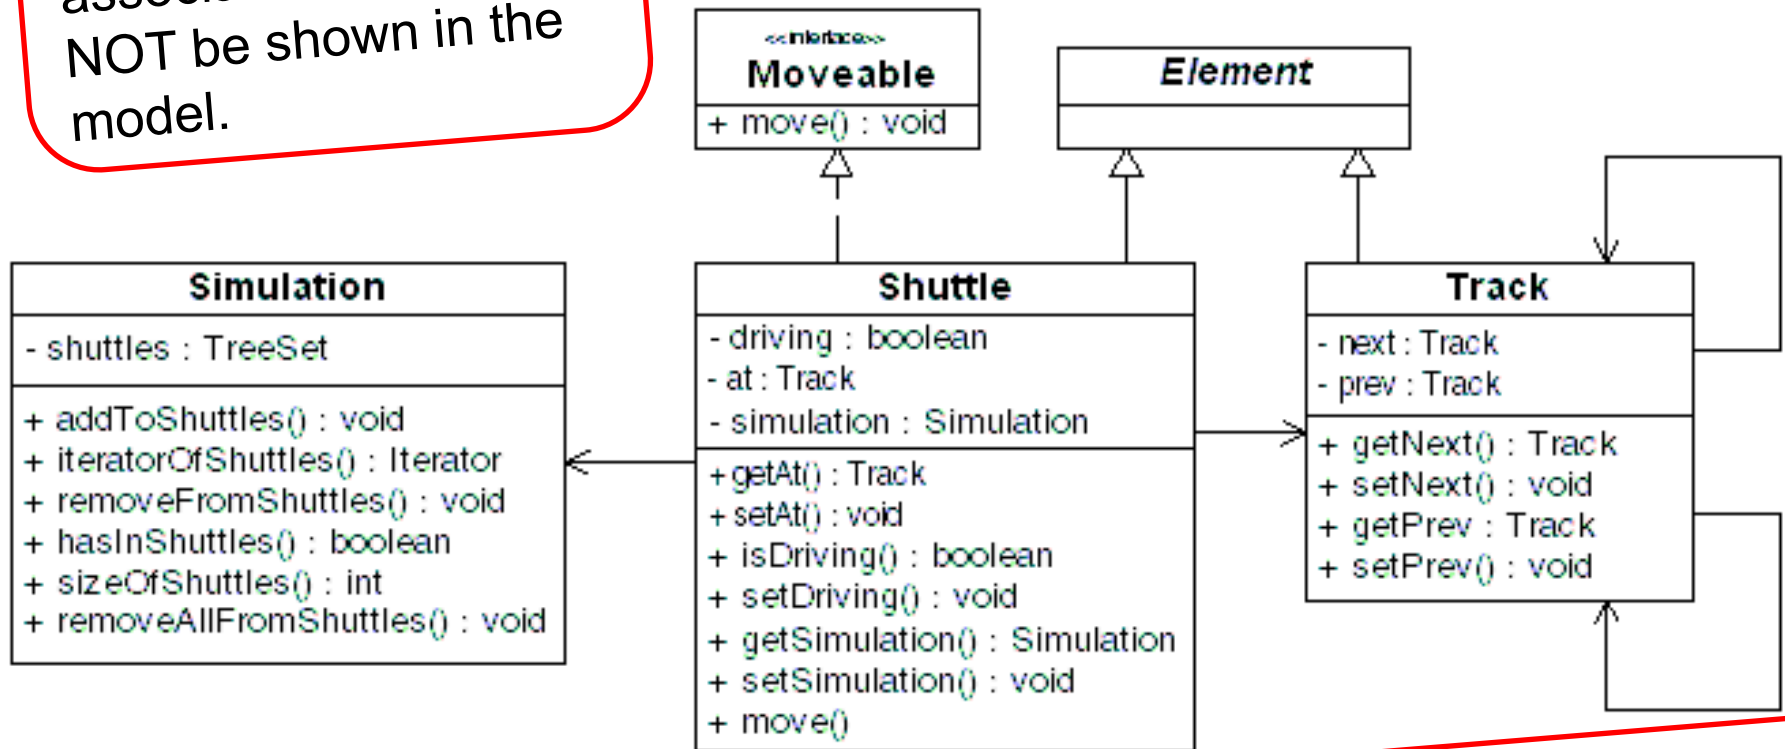 NOT be shown in the
model.
<<interface>>
Moveable
+ move() : void
Element
Simulation
- shuttles : TreeSet
+ addToShuttles() : void
+ iteratorOfShuttles() : Iterator
+ removeFromShuttles() : void
+ hasInShuttles() : boolean
+ sizeOfShuttles() : int
+ removeAllFromShuttles() : void
Shuttle
- driving : boolean
- at : Track
- simulation : Simulation
+ getAt() : Track
+ setAt() : void
+ isDriving() : boolean
+ setDriving() : void
+ getSimulation() : Simulation
+ setSimulation() : void
+ move()
Track
- next : Track
- prev : Track
+ getNext() : Track
+ setNext() : void
+ getPrev : Track
+ setPrev() : void